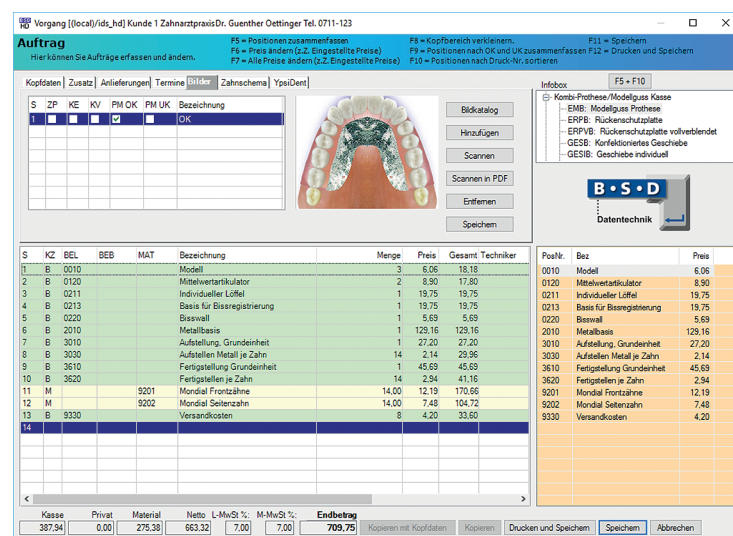 Vorgang [(local)/ids_hd] Kunde 1 ZahnarztpraxisDr. Guenther Oettinger Tel. 0711-123
Auftrag
Hier können Sie Aufträge erfassen und ändern.
F5 = Positionen zusammenfassen
F6 = Preis ändern (z.Z. Eingestellte Preise)
F7 = Alle Preise ändern (z.Z. Eingestellte Preise)
F8 = Kopfbereich verkleinern.
F9 = Positionen nach OK und UK zusammenfassen
F10 = Positionen nach Druck-Nr. sortieren
F11 = Speichern
F12 = Drucken und Speichern
Kopfdaten Zusatz Anlieferungen Termine Bilder Zahnschema YpsiDent
S ZP KE KV PM OK PM UK Bezeichnung
1 OK
Bildkatalog
Hinzufügen
Scannen
Scannen in PDF
Entfernen
Speichern
Infobox F5 + F10
Kombi-Prothese/Modellguss Kasse
EMB: Modelguss Prothese
ERPB: Rückenschutzplatte
ERPVB: Rückenschutzplatte vollverblendet
GESB: Konfektioniertes Geschiebe
GESIB: Geschiebe individuell
B·S·D
Datentechnik
S KZ BEL BEB MAT Bezeichnung Menge Preis Gesamt Techniker
1 B 0010 Modell 3 6,06 18,18
2 B 0120 Mittelwertartikulator 2 8,90 17,80
3 B 0211 Individueller Löffel 1 19,75 19,75
4 B 0213 Basis für Bissregistrierung 1 19,75 19,75
5 B 0220 Bisswall 1 5,69 5,69
6 B 2010 Metallbasis 1 129,16 129,16
7 B 3010 Aufstellung, Grundeinheit 1 27,20 27,20
8 B 3030 Aufstellen Metall je Zahn 14 2,14 29,96
9 B 3610 Fertigstellung Grundeinheit 1 45,69 45,69
10 B 3620 Fertigstellen je Zahn 14 2,94 41,16
11 M 9201 Mondial Frontzähne 14,00 12,19 170,66
12 M 9202 Mondial Seitenzahn 14,00 7,48 104,72
13 B 9330 Versandkosten 8 4,20 33,60
14
PosNr. Bez Preis
0010 Modell 6,06
0120 Mittelwertartikulator 8,90
0211 Individueller Löffel 19,75
0213 Basis für Bissregistrierung 19,75
0220 Bisswall 5,69
2010 Metallbasis 129,16
3010 Aufstellung, Grundeinheit 27,20
3030 Aufstellen Metall je Zahn 2,14
3610 Fertigstellung Grundeinheit 45,69
3620 Fertigstellen je Zahn 2,94
9201 Mondial Frontzähne 12,19
9202 Mondial Seitenzahn 7,48
9330 Versandkosten 4,20
Kasse Privat Material Netto L-MwSt %: M-MwSt %: Endbetrag
387,94 0,00 275,38 663,32 7,00 7,00 709,75
Kopieren mit Kopfdaten Kopieren Drucken und Speichern Speichern Abbrechen